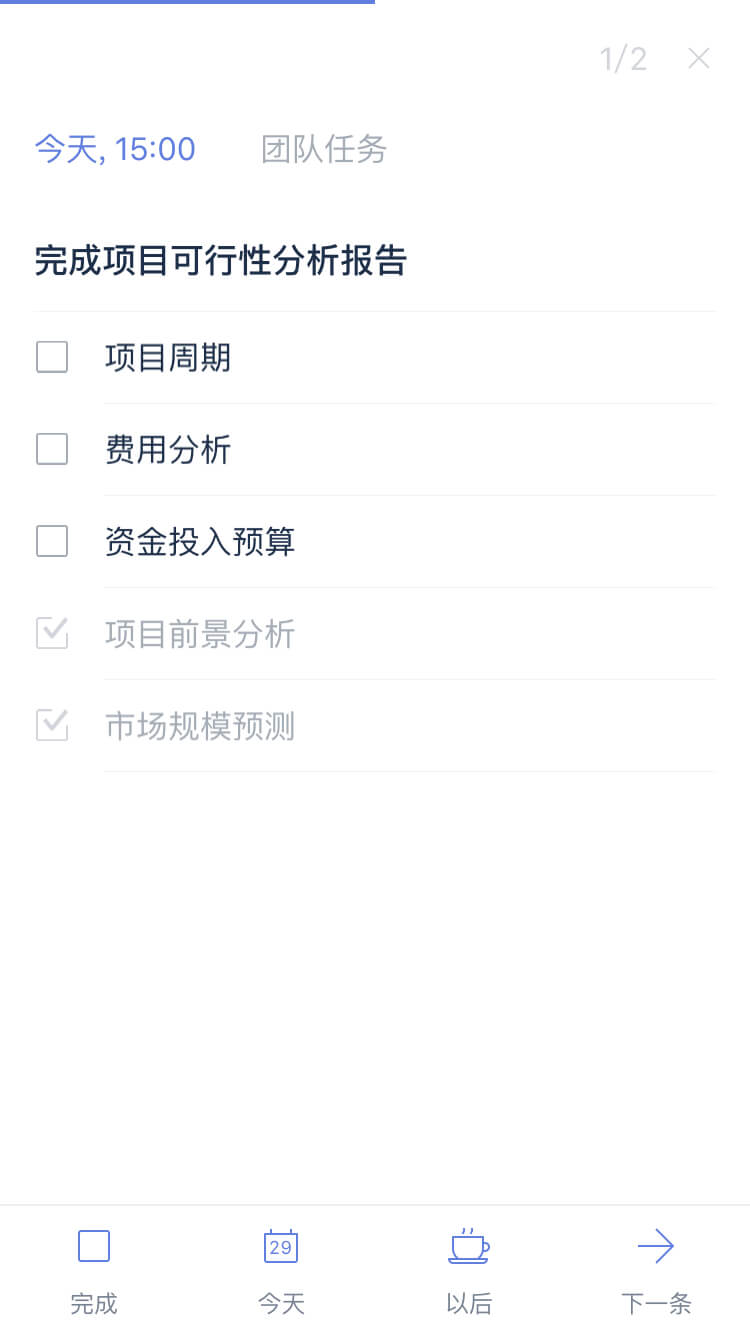 1/2
今天, 15:00 团队任务
完成项目可行性分析报告
项目周期
费用分析
资金投入预算
项目前景分析
市场规模预测
29
完成 今天 以后 下一条